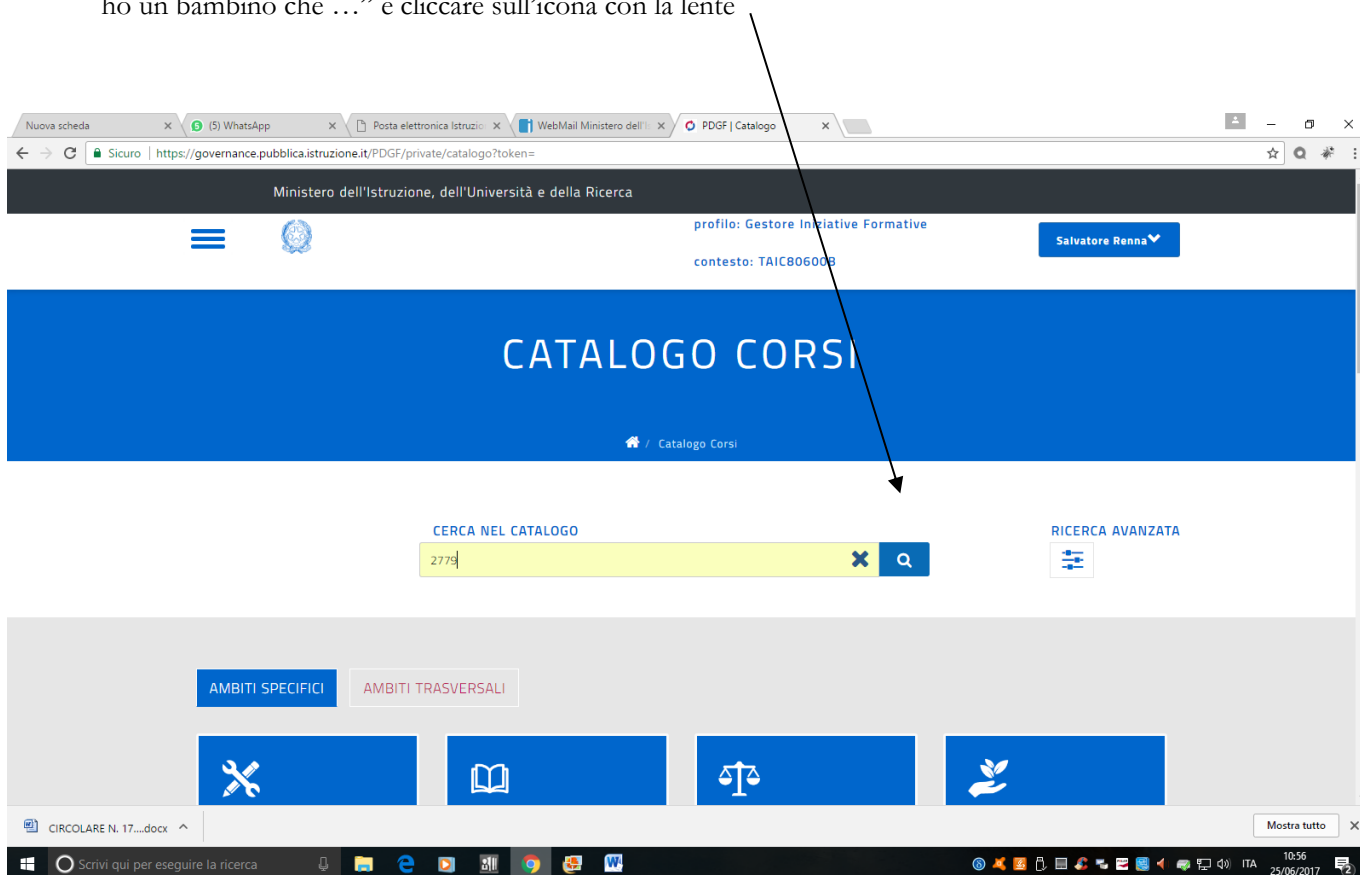 ho un bambino che …” e cliccare sull’icona con la lente
Nuova scheda
(5) WhatsApp
Posta elettronica Istruzio
WebMail Ministero dell'I
PDGF | Catalogo
Sicuro | https://governance.pubblica.istruzione.it/PDGF/private/catalogo?token=
Ministero dell'Istruzione, dell'Università e della Ricerca
profilo: Gestore Iniziative Formative
contesto: TAIC80600B
Salvatore Renna
CATALOGO CORSI
/ Catalogo Corsi
CERCA NEL CATALOGO
RICERCA AVANZATA
2779
AMBITI SPECIFICI
AMBITI TRASVERSALI
CIRCOLARE N. 17....docx
Mostra tutto
Scrivi qui per eseguire la ricerca
ITA
10:56
25/06/2017